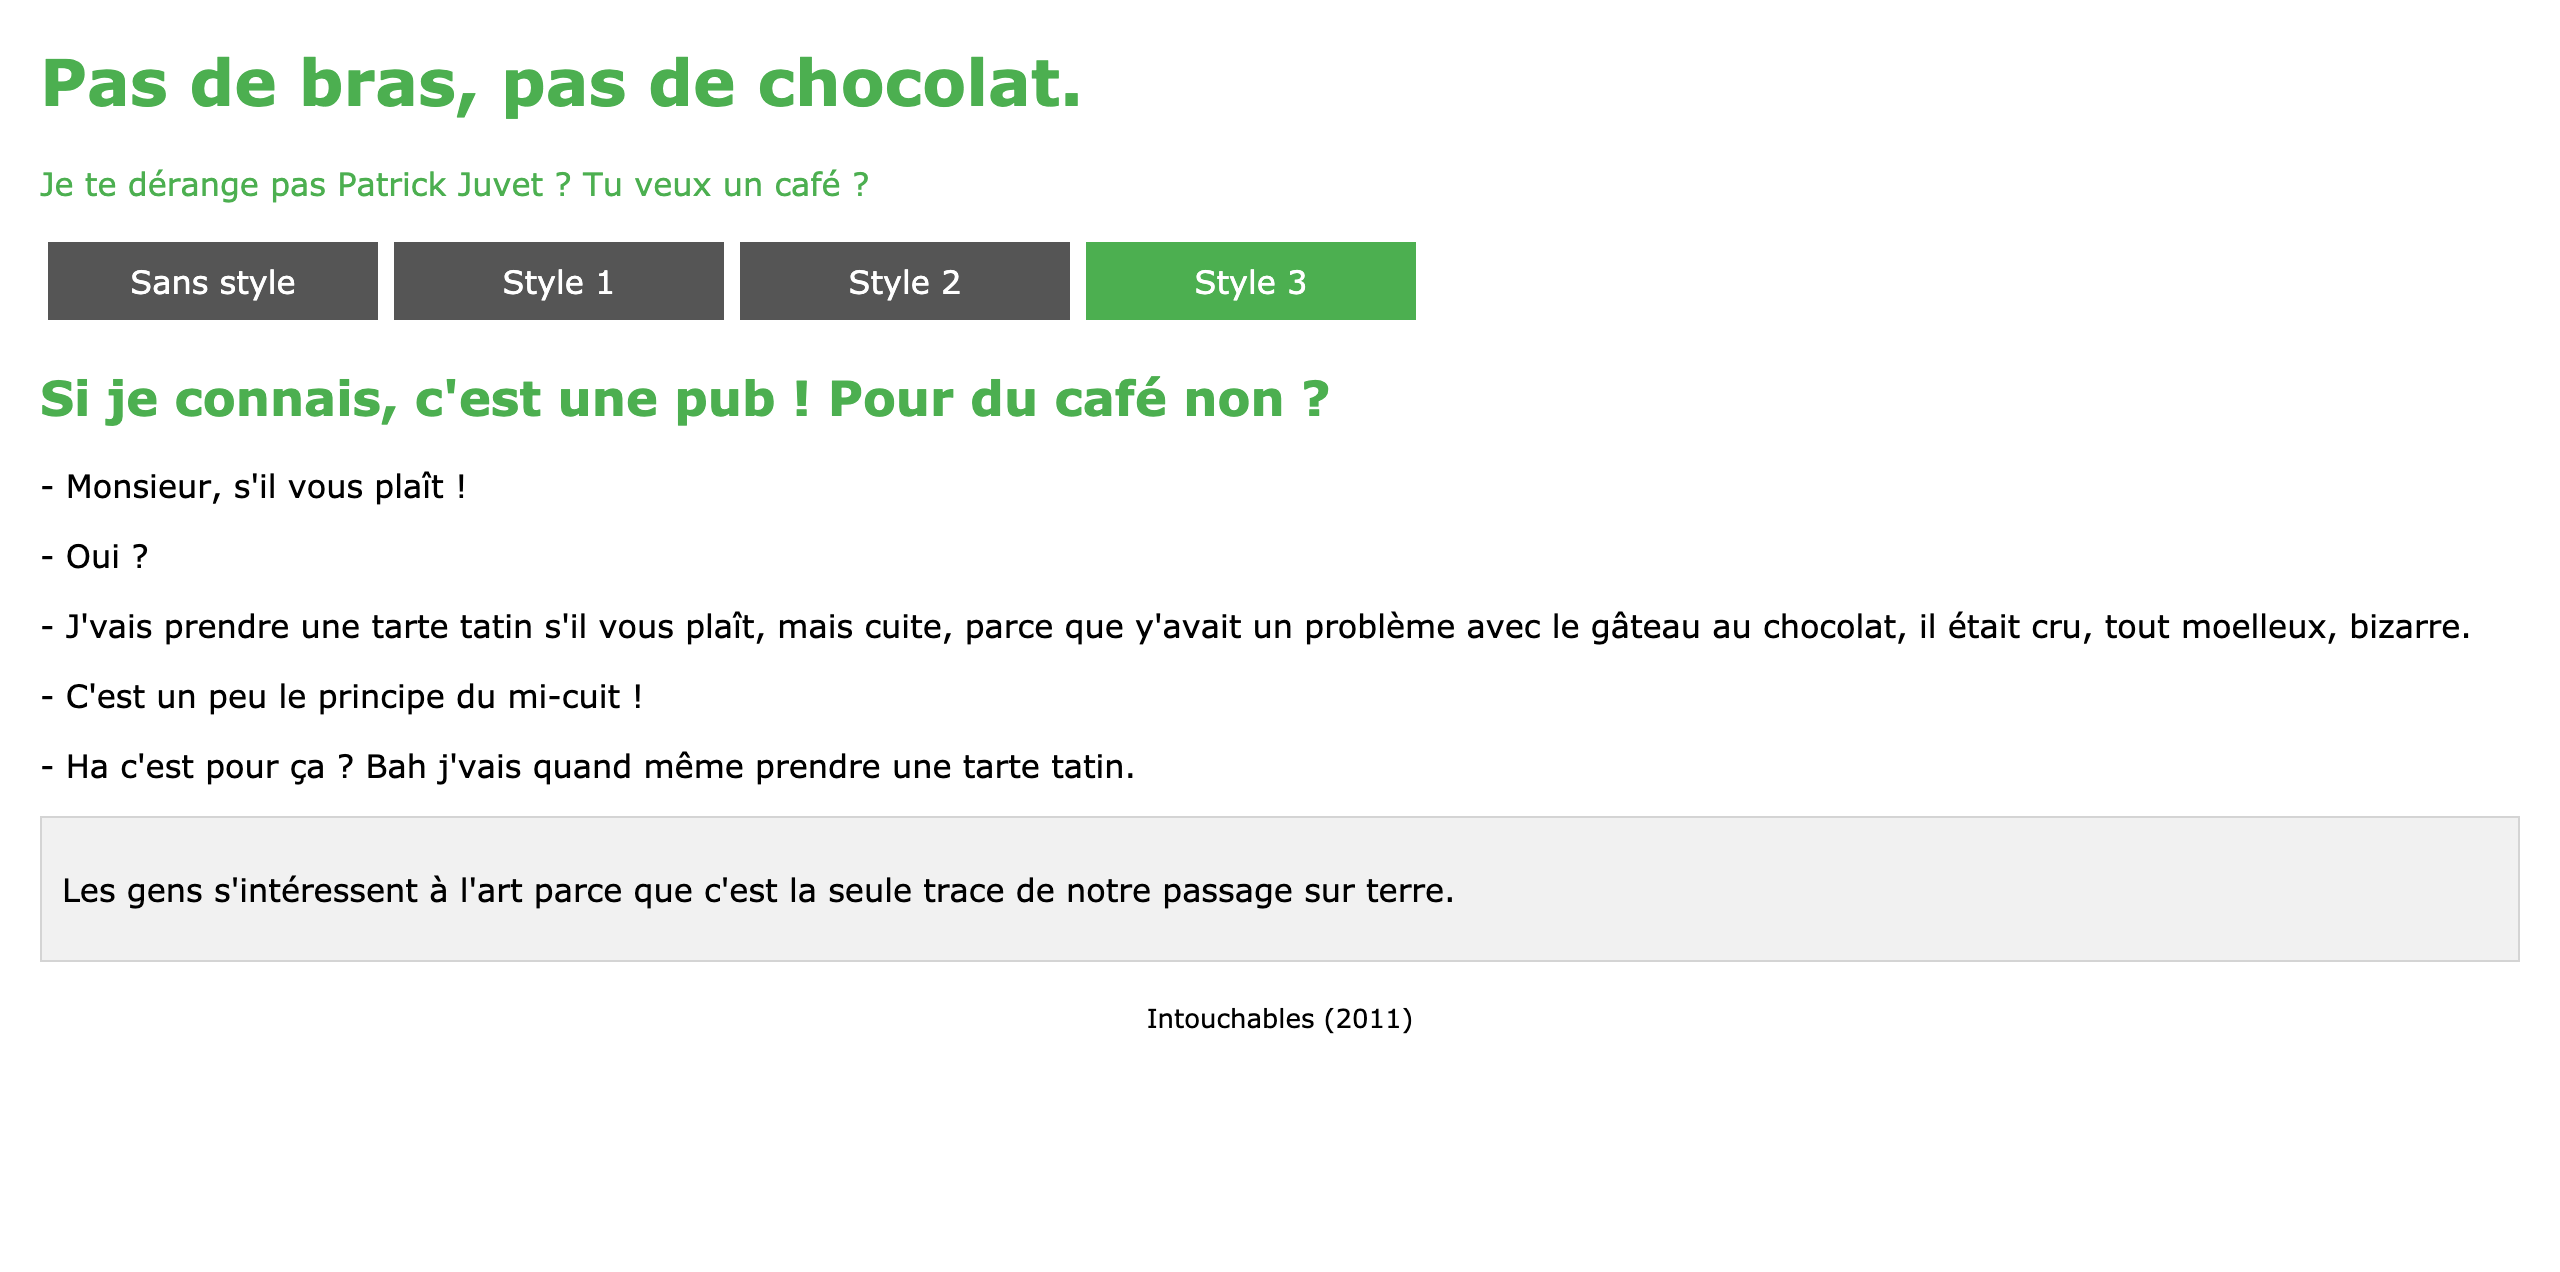 Pas de bras, pas de chocolat.
Je te dérange pas Patrick Juvet ? Tu veux un café ?
Sans style
Style 1
Style 2
Style 3
Si je connais, c'est une pub ! Pour du café non ?
- Monsieur, s'il vous plaît !
- Oui ?
- J'vais prendre une tarte tatin s'il vous plaît, mais cuite, parce que y'avait un problème avec le gâteau au chocolat, il était cru, tout moelleux, bizarre.
- C'est un peu le principe du mi-cuit !
- Ha c'est pour ça ? Bah j'vais quand même prendre une tarte tatin.
Les gens s'intéressent à l'art parce que c'est la seule trace de notre passage sur terre.
Intouchables (2011)